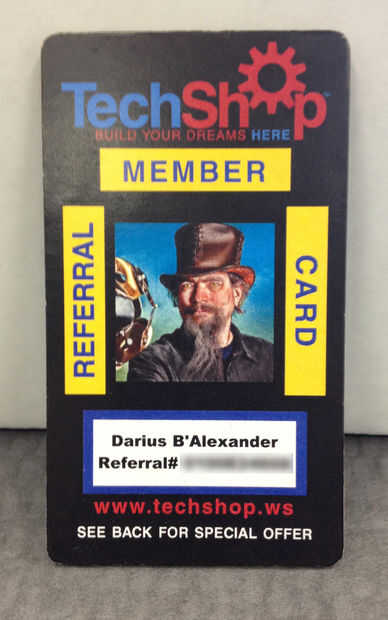 TechShop
BUILD YOUR DREAMS HERE
MEMBER
REFERRAL
CARD
Darius B'Alexander
Referral#
www.techshop.ws
SEE BACK FOR SPECIAL OFFER